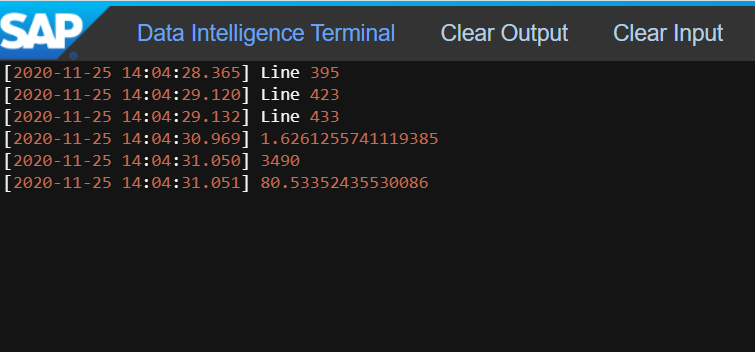 SAP Data Intelligence Terminal Clear Output Clear Input
[2020-11-25 14:04:28.365] Line 395
[2020-11-25 14:04:29.120] Line 423
[2020-11-25 14:04:29.132] Line 433
[2020-11-25 14:04:30.969] 1.6261255741119385
[2020-11-25 14:04:31.050] 3490
[2020-11-25 14:04:31.051] 80.53352435530086